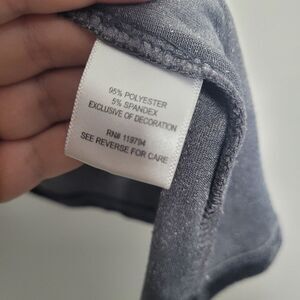 95% POLYESTER
5% SPANDEX
EXCLUSIVE OF DECORATION
RN# 119794
SEE REVERSE FOR CARE